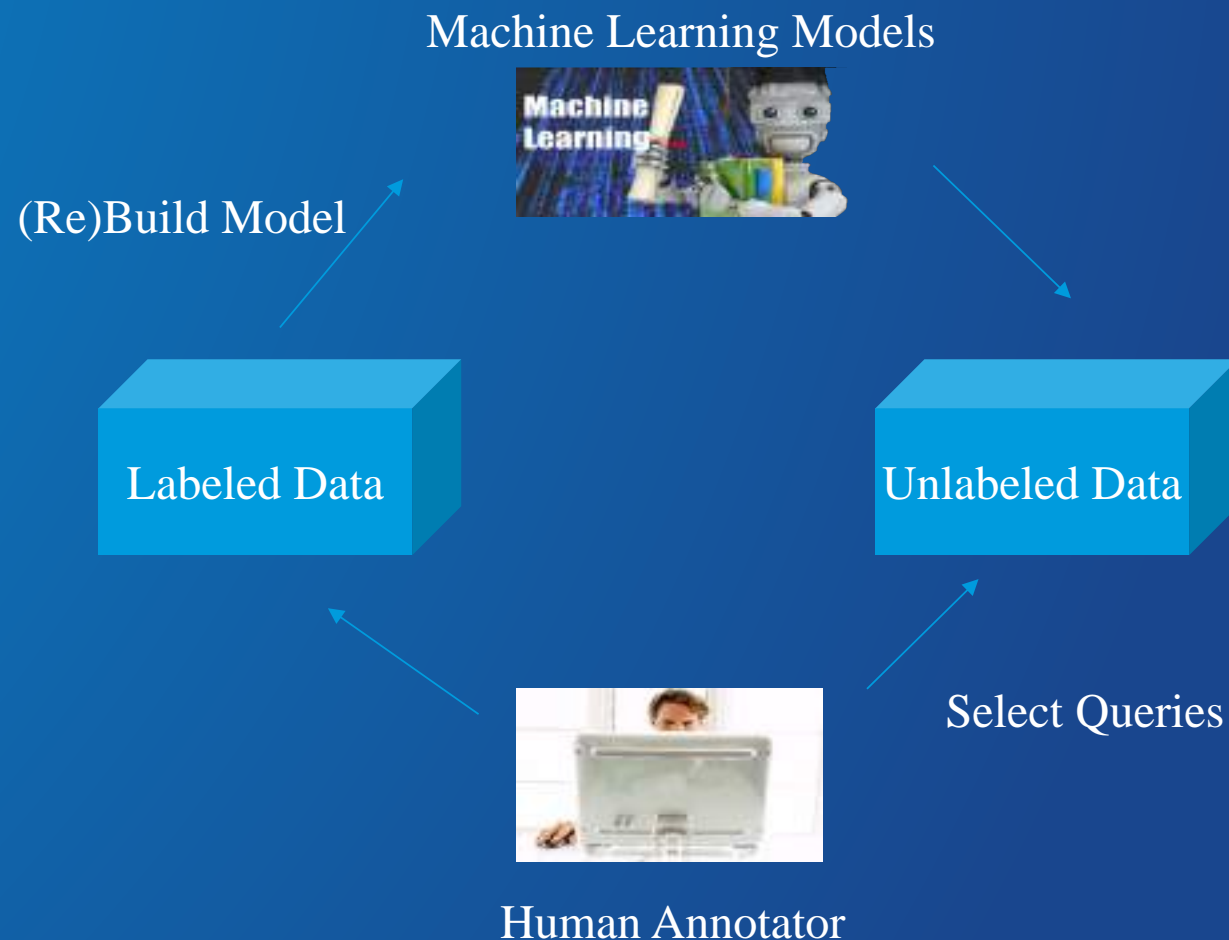 Machine Learning Models
Machine
Learning
(Re)Build Model
Labeled Data
Unlabeled Data
Select Queries
Human Annotator